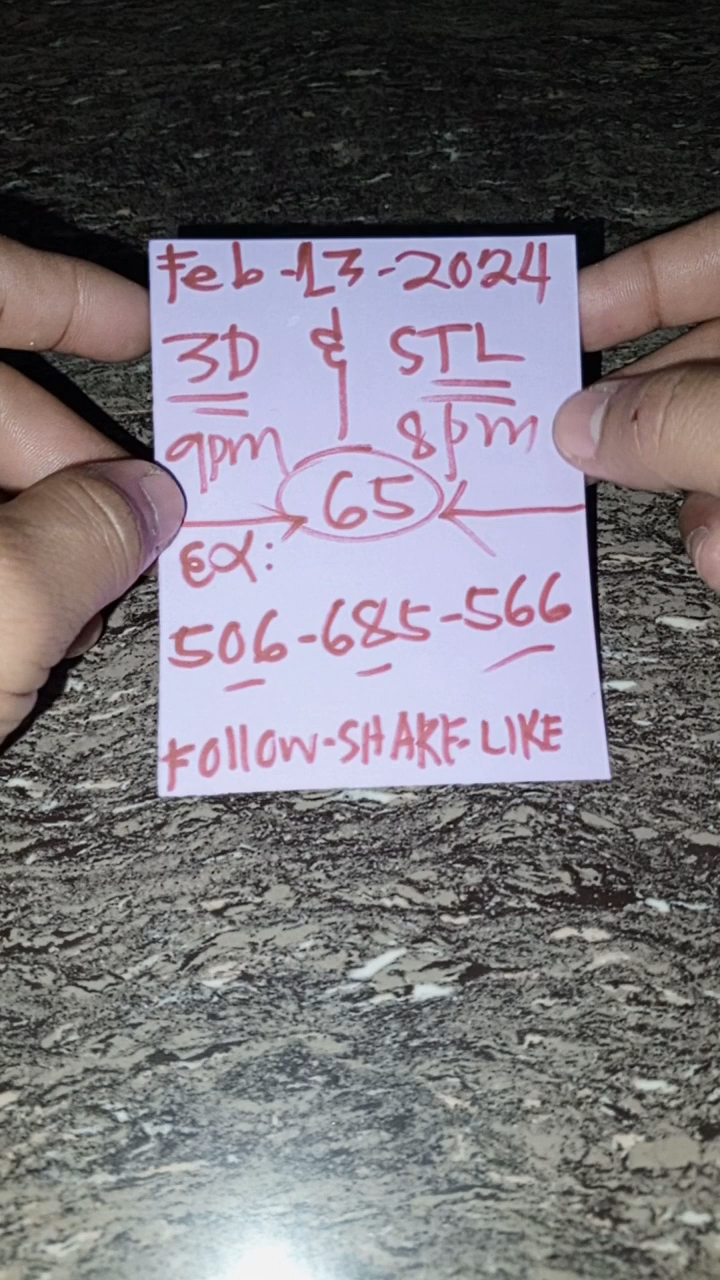 Feb-13-2024
3D & STL
9pm 8pm
65
EX:
506-685-566
Follow-SHARE-LIKE